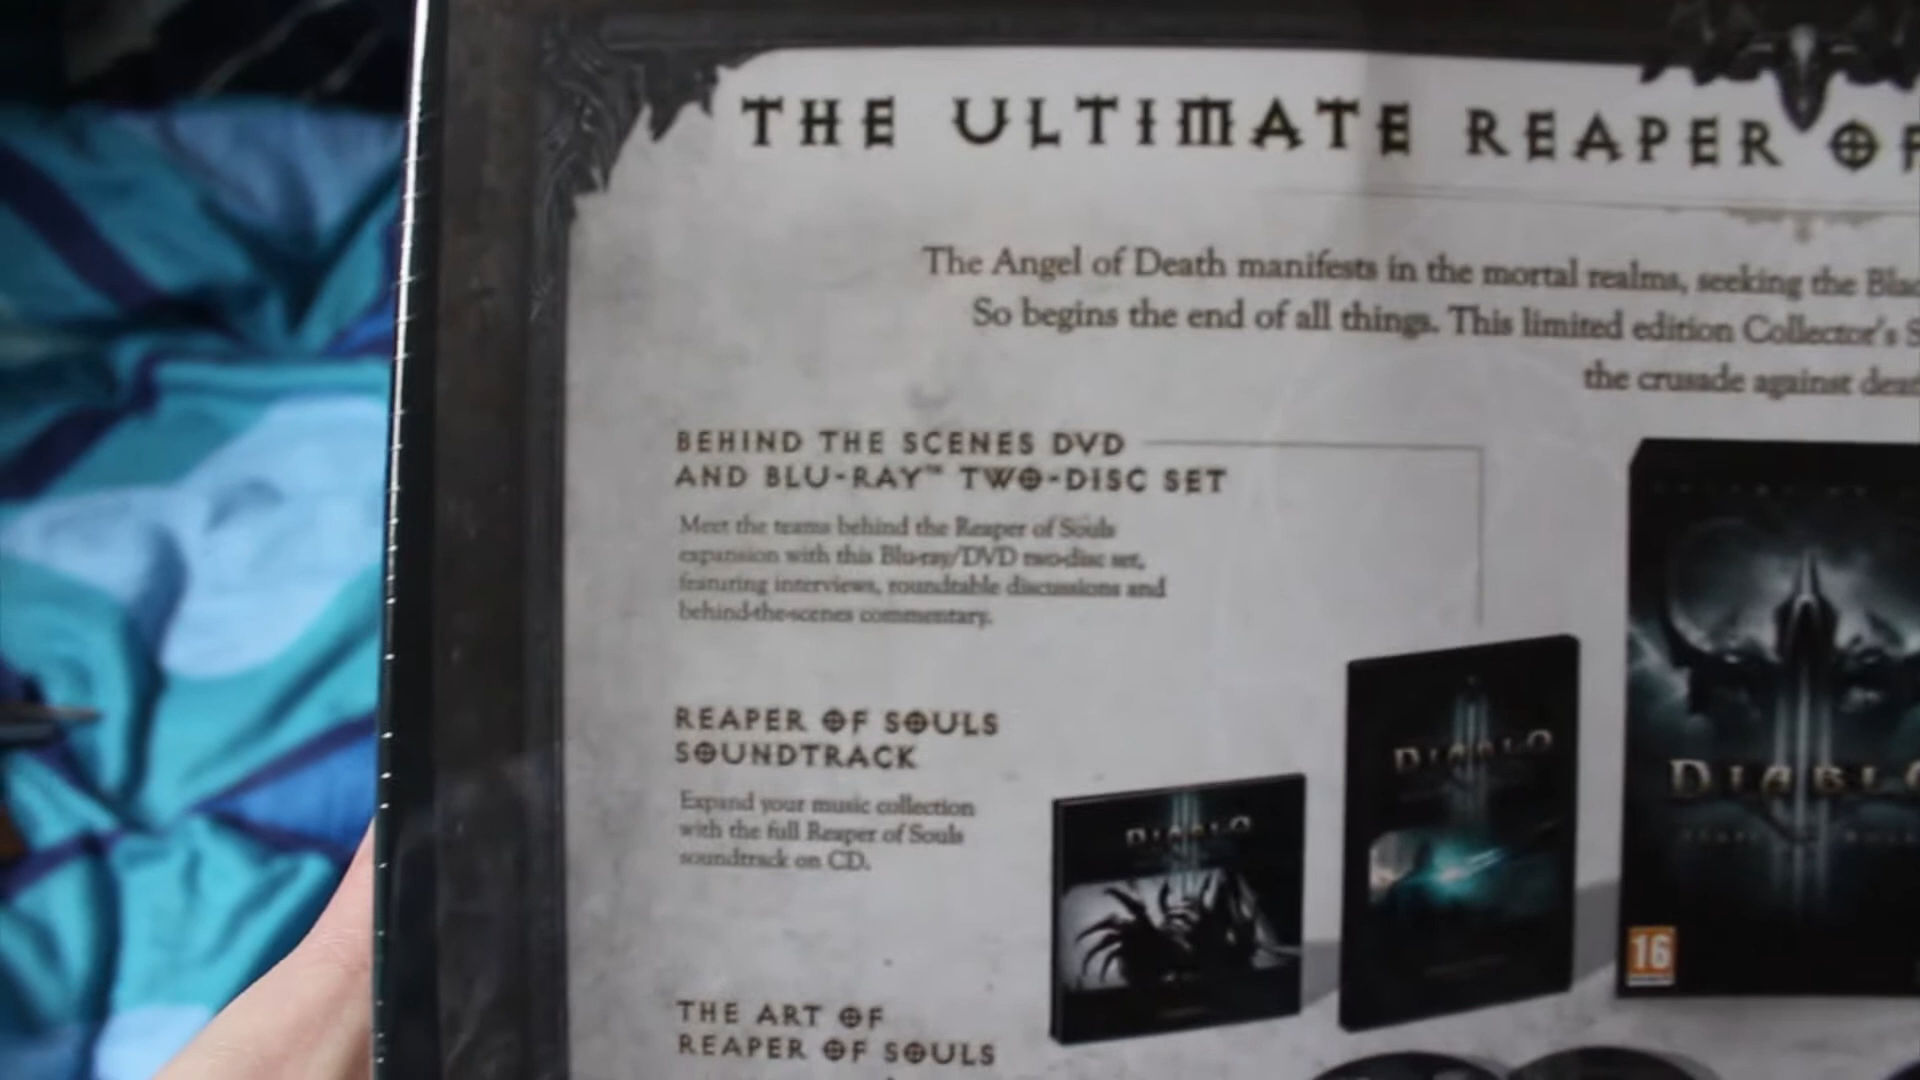 THE ULTIMATE REAPER OF
The Angel of Death manifests in the mortal realms, seeking the
So begins the end of all things. This limited edition Collector's
the crusade against
BEHIND THE SCENES DVD
AND BLU-RAY™ TWO-DISC SET
Meet the teams behind the Reaper of Souls
expansion with this Blu-ray/DVD two-disc set,
featuring interviews, roundtable discussions and
behind-the-scenes commentary.
REAPER OF SOULS
SOUNDTRACK
Expand your music collection
with the full Reaper of Souls
soundtrack on CD.
THE ART OF
REAPER OF SOULS
DIABLO
DIABLO
DIABLO
16